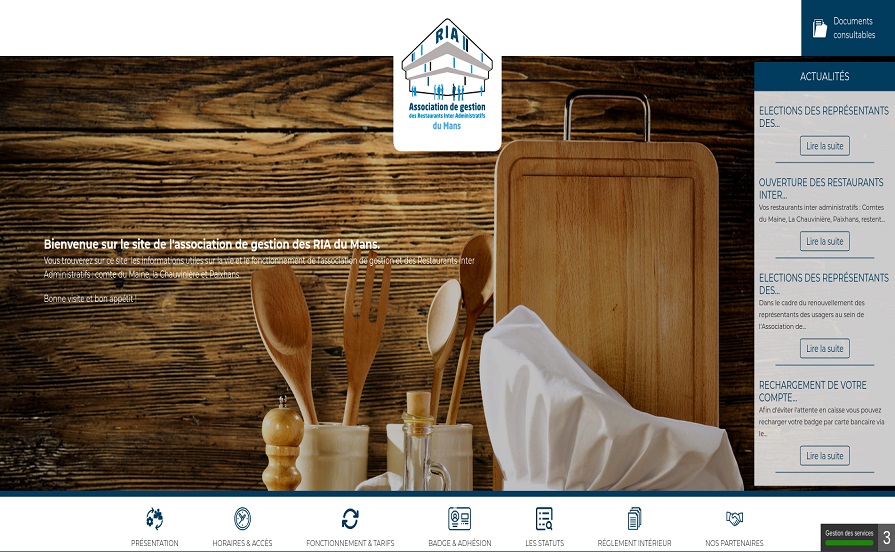 Documents
consultables
RIA
Association de gestion
des Restaurants Inter Administratifs
du Mans
Bienvenue sur le site de l'association de gestion des RIA du Mans.
Vous trouverez sur ce site les informations utiles sur la vie et le fonctionnement de l'association de gestion et des Restaurants Inter
Administratifs : comte du Maine, la Chauvinière et Paixhans.
Bonne visite et bon appétit !
ACTUALITÉS
ELECTIONS DES REPRÉSENTANTS
DES...
Lire la suite
OUVERTURE DES RESTAURANTS
INTER...
Vos restaurants inter administratifs : Comtes
du Maine, La Chauvinière, Paixhans, restent...
Lire la suite
ELECTIONS DES REPRÉSENTANTS
DES...
Dans le cadre du renouvellement des
représentants des usagers au sein de
l'Association de...
Lire la suite
RECHARGEMENT DE VOTRE
COMPTE...
Afin d'éviter l'attente en caisse vous pouvez
recharger votre badge par carte bancaire via
le...
Lire la suite
PRÉSENTATION
HORAIRES & ACCÈS
FONCTIONNEMENT & TARIFS
BADGE & ADHÉSION
LES STATUTS
RÈGLEMENT INTÉRIEUR
NOS PARTENAIRES
Gestion des services